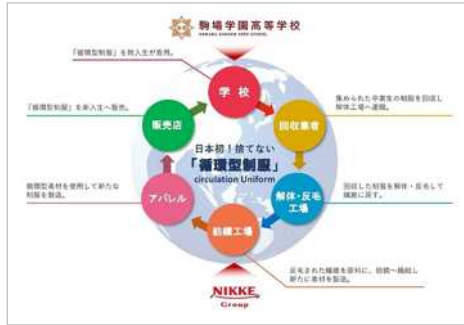 駒場学園高等学校
KOMABA GAKUEN HIGH SCHOOL
「循環型制服」を新入生が着用。
学校
「循環型制服」を新入生へ販売。
販売店
集められた卒業生の制服を回収し
解体工場へ運搬。
回収業者
日本初！捨てない
「循環型制服」
circulation Uniform
循環型素材を使用して新たな
制服を製造。
アパレル
回収した制服を解体・反毛して
繊維に戻す。
解体・反毛
工場
紡織工場
反毛された繊維を原料に、紡績〜織絨し
新たに素材を製造。
NIKKE
Group